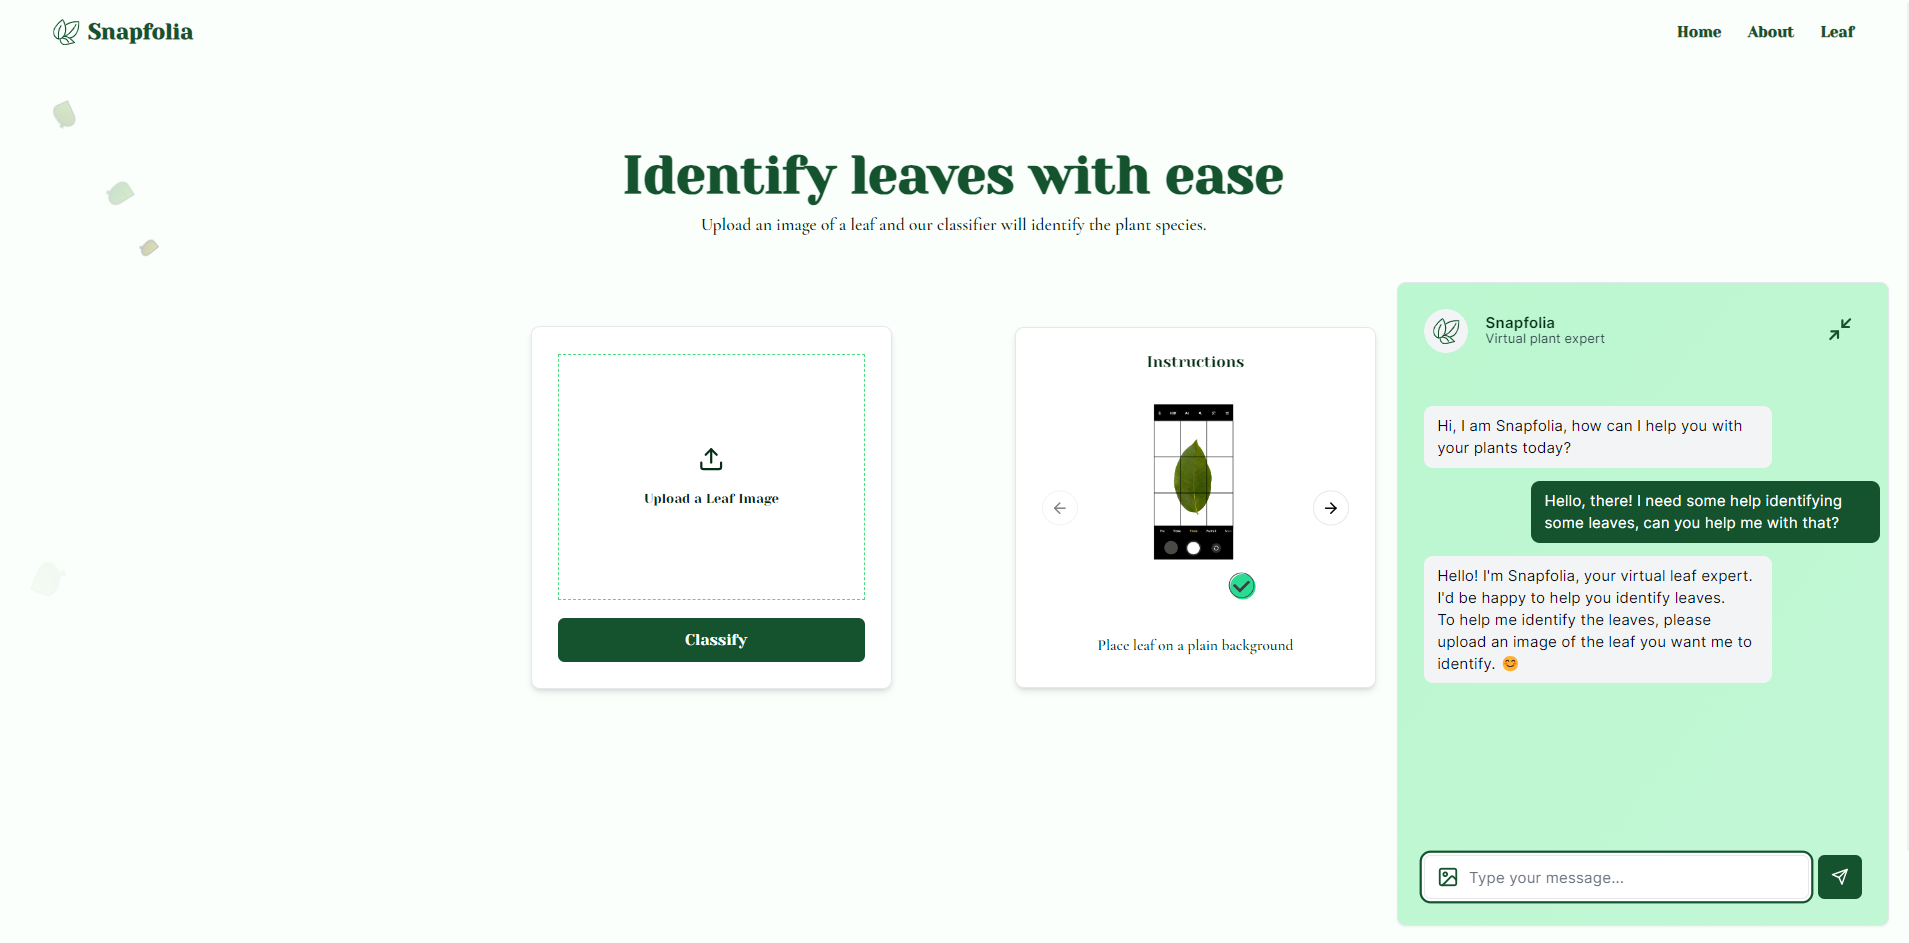 Snapfolia
Home About Leaf
Identify leaves with ease
Upload an image of a leaf and our classifier will identify the plant species.
Upload a Leaf Image
Classify
Instructions
Place leaf on a plain background
Snapfolia
Virtual plant expert
Hi, I am Snapfolia, how can I help you with
your plants today?
Hello, there! I need some help identifying
some leaves, can you help me with that?
Hello! I'm Snapfolia, your virtual leaf expert.
I'd be happy to help you identify leaves.
To help me identify the leaves, please
upload an image of the leaf you want me to
identify. 😊
Type your message...